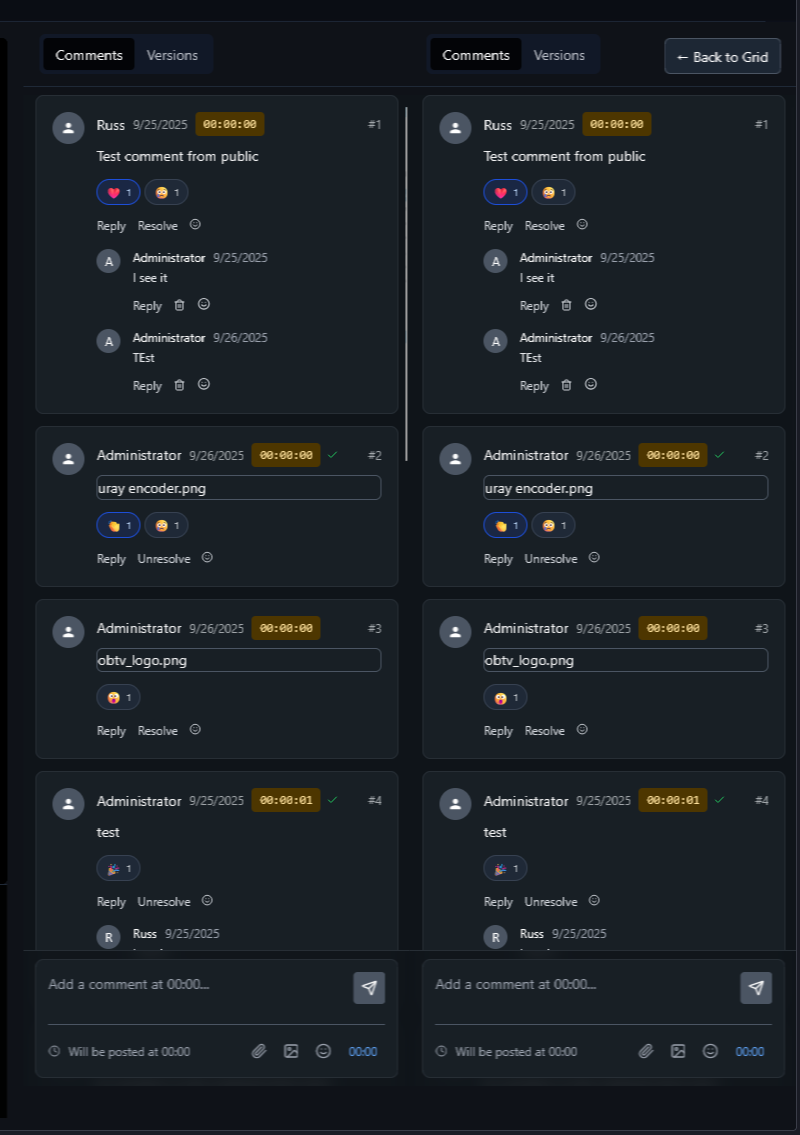 Comments Versions
Comments Versions ← Back to Grid
Russ 9/25/2025 00:00:00 #1
Test comment from public
1 1
Reply Resolve
A Administrator 9/25/2025
I see it
Reply
A Administrator 9/26/2025
TEst
Reply
Administrator 9/26/2025 00:00:00 #2
uray encoder.png
1 1
Reply Unresolve
Administrator 9/26/2025 00:00:00 #3
obtv_logo.png
1
Reply Resolve
Administrator 9/25/2025 00:00:01 #4
test
1
Reply Unresolve
R Russ 9/25/2025
Add a comment at 00:00...
Will be posted at 00:00 00:00
Russ 9/25/2025 00:00:00 #1
Test comment from public
1 1
Reply Resolve
A Administrator 9/25/2025
I see it
Reply
A Administrator 9/26/2025
TEst
Reply
Administrator 9/26/2025 00:00:00 #2
uray encoder.png
1 1
Reply Unresolve
Administrator 9/26/2025 00:00:00 #3
obtv_logo.png
1
Reply Resolve
Administrator 9/25/2025 00:00:01 #4
test
1
Reply Unresolve
R Russ 9/25/2025
Add a comment at 00:00...
Will be posted at 00:00 00:00